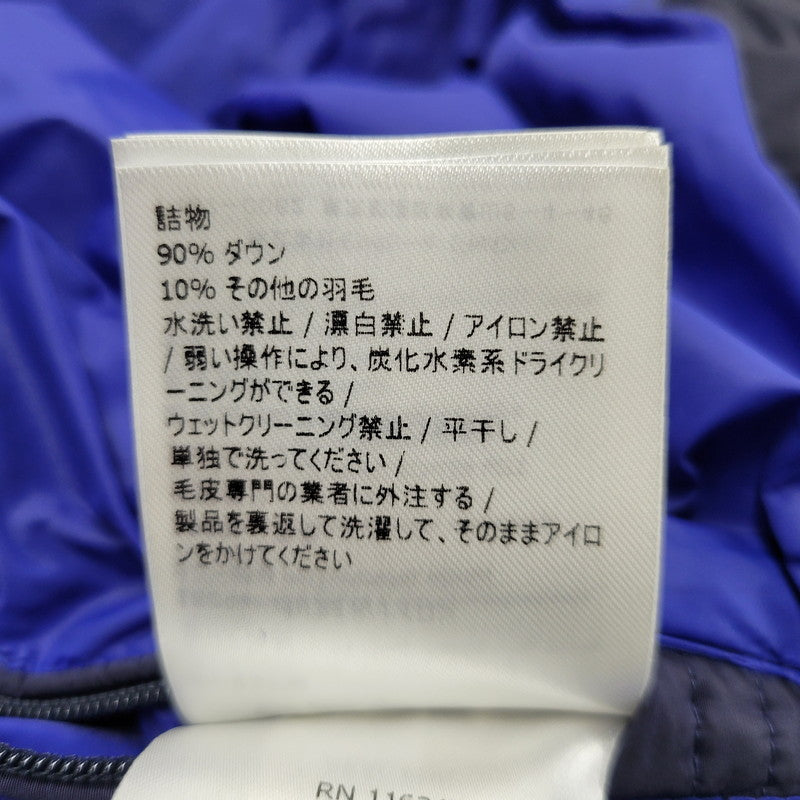 詰物
90% ダウン
10% その他の羽毛
水洗い禁止 / 漂白禁止 / アイロン禁止
/ 弱い操作により、炭化水素系ドライクリ
ーニングができる /
ウェットクリーニング禁止 / 平干し /
単独で洗ってください /
毛皮専門の業者に外注する /
製品を裏返して洗濯して、そのままアイロ
ンをかけてください
RN